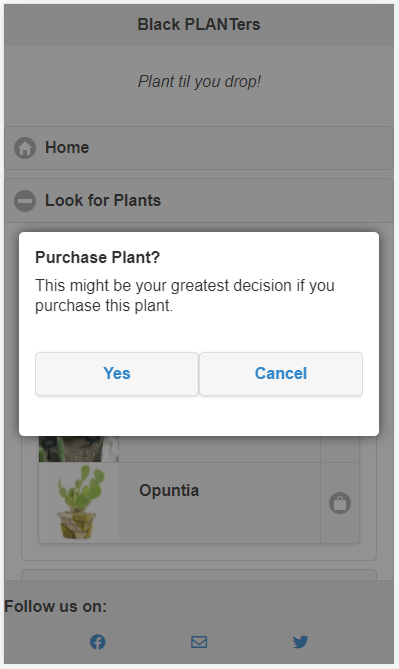 Black PLANTers
Plant til you drop!
Home
Look for Plants
Purchase Plant?
This might be your greatest decision if you
purchase this plant.
Yes
Cancel
Opuntia
Follow us on: